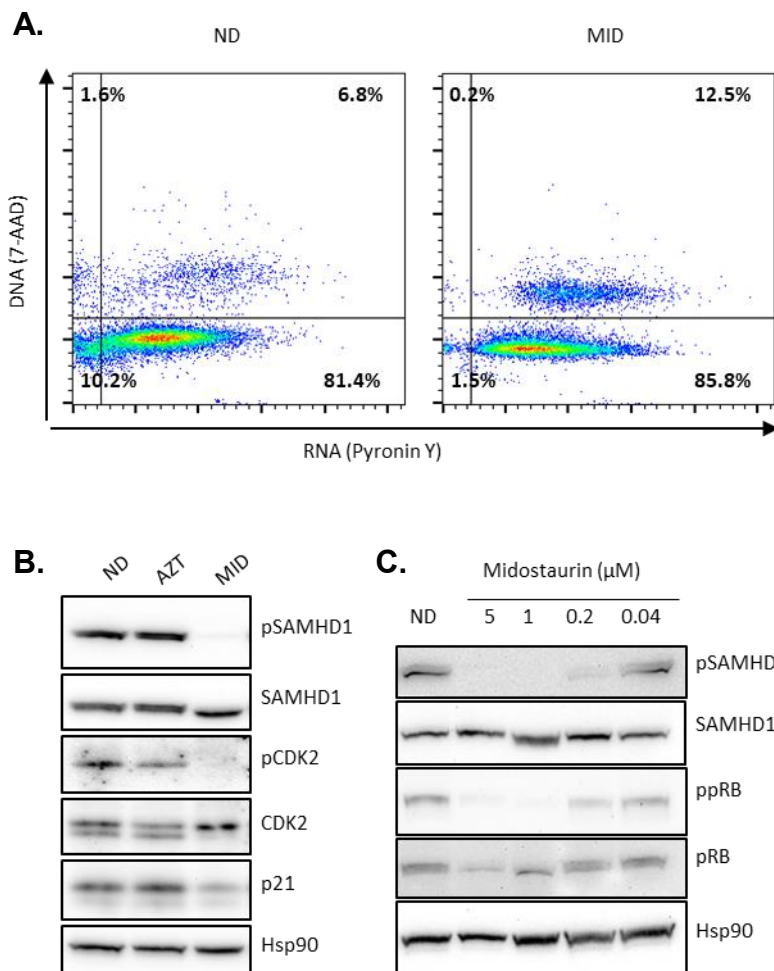 A.
ND
MID
1.6%
6.8%
0.2%
12.5%
10.2%
81.4%
1.5%
85.8%
DNA (7-AAD)
RNA (Pyronin Y)
B.
ND
AZT
MID
pSAMHD1
SAMHD1
pCDK2
CDK2
p21
Hsp90
C.
Midostaurin (µM)
ND
5
1
0.2
0.04
pSAMHD
SAMHD1
ppRB
pRB
Hsp90